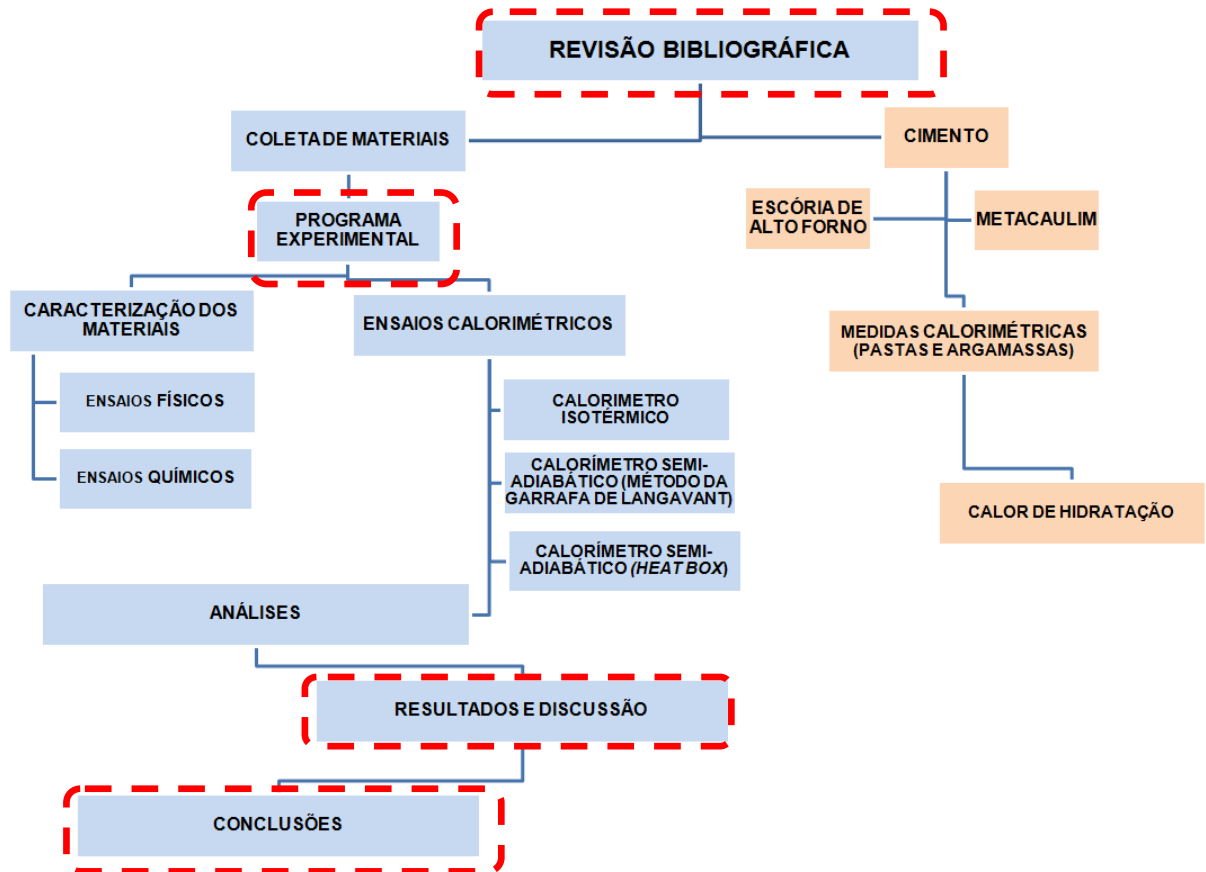 REVISÃO BIBLIOGRÁFICA
COLETA DE MATERIAIS
CIMENTO
PROGRAMA
EXPERIMENTAL
ESCÓRIA DE
ALTO FORNO
METACAULIM
CARACTERIZAÇÃO DOS
MATERIAIS
ENSAIOS CALORIMÉTRICOS
MEDIDAS CALORIMÉTRICAS
(PASTAS E ARGAMASSAS)
ENSAIOS FÍSICOS
CALORIMETRO
ISOTÉRMICO
ENSAIOS QUÍMICOS
CALORÍMETRO SEMI-
ADIABÁTICO (MÉTODO DA
GARRAFA DE LANGAVANT)
CALOR DE HIDRATAÇÃO
CALORÍMETRO SEMI-
ADIABÁTICO (HEAT BOX)
ANÁLISES
RESULTADOS E DISCUSSÃO
CONCLUSÕES